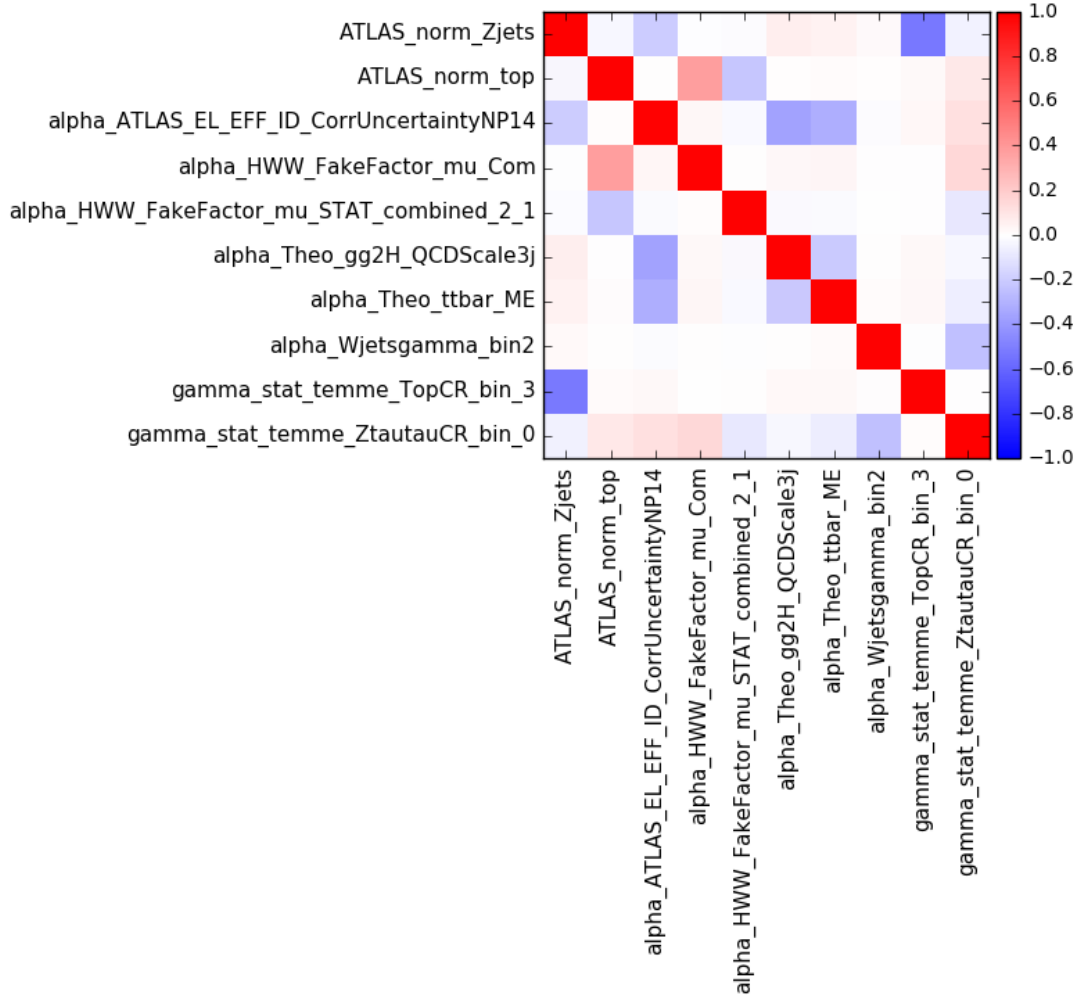 ATLAS_norm_Zjets
ATLAS_norm_top
alpha_ATLAS_EL_EFF_ID_CorrUncertaintyNP14
alpha_HWW_FakeFactor_mu_Com
alpha_HWW_FakeFactor_mu_STAT_combined_2_1
alpha_Theo_gg2H_QCDScale3j
alpha_Theo_ttbar_ME
alpha_Wjetsgamma_bin2
gamma_stat_temme_TopCR_bin_3
gamma_stat_temme_ZtautauCR_bin_0
1.0
0.8
0.6
0.4
0.2
0.0
−0.2
−0.4
−0.6
−0.8
−1.0
ATLAS_norm_Zjets
ATLAS_norm_top
alpha_ATLAS_EL_EFF_ID_CorrUncertaintyNP14
alpha_HWW_FakeFactor_mu_Com
alpha_HWW_FakeFactor_mu_STAT_combined_2_1
alpha_Theo_gg2H_QCDScale3j
alpha_Theo_ttbar_ME
alpha_Wjetsgamma_bin2
gamma_stat_temme_TopCR_bin_3
gamma_stat_temme_ZtautauCR_bin_0